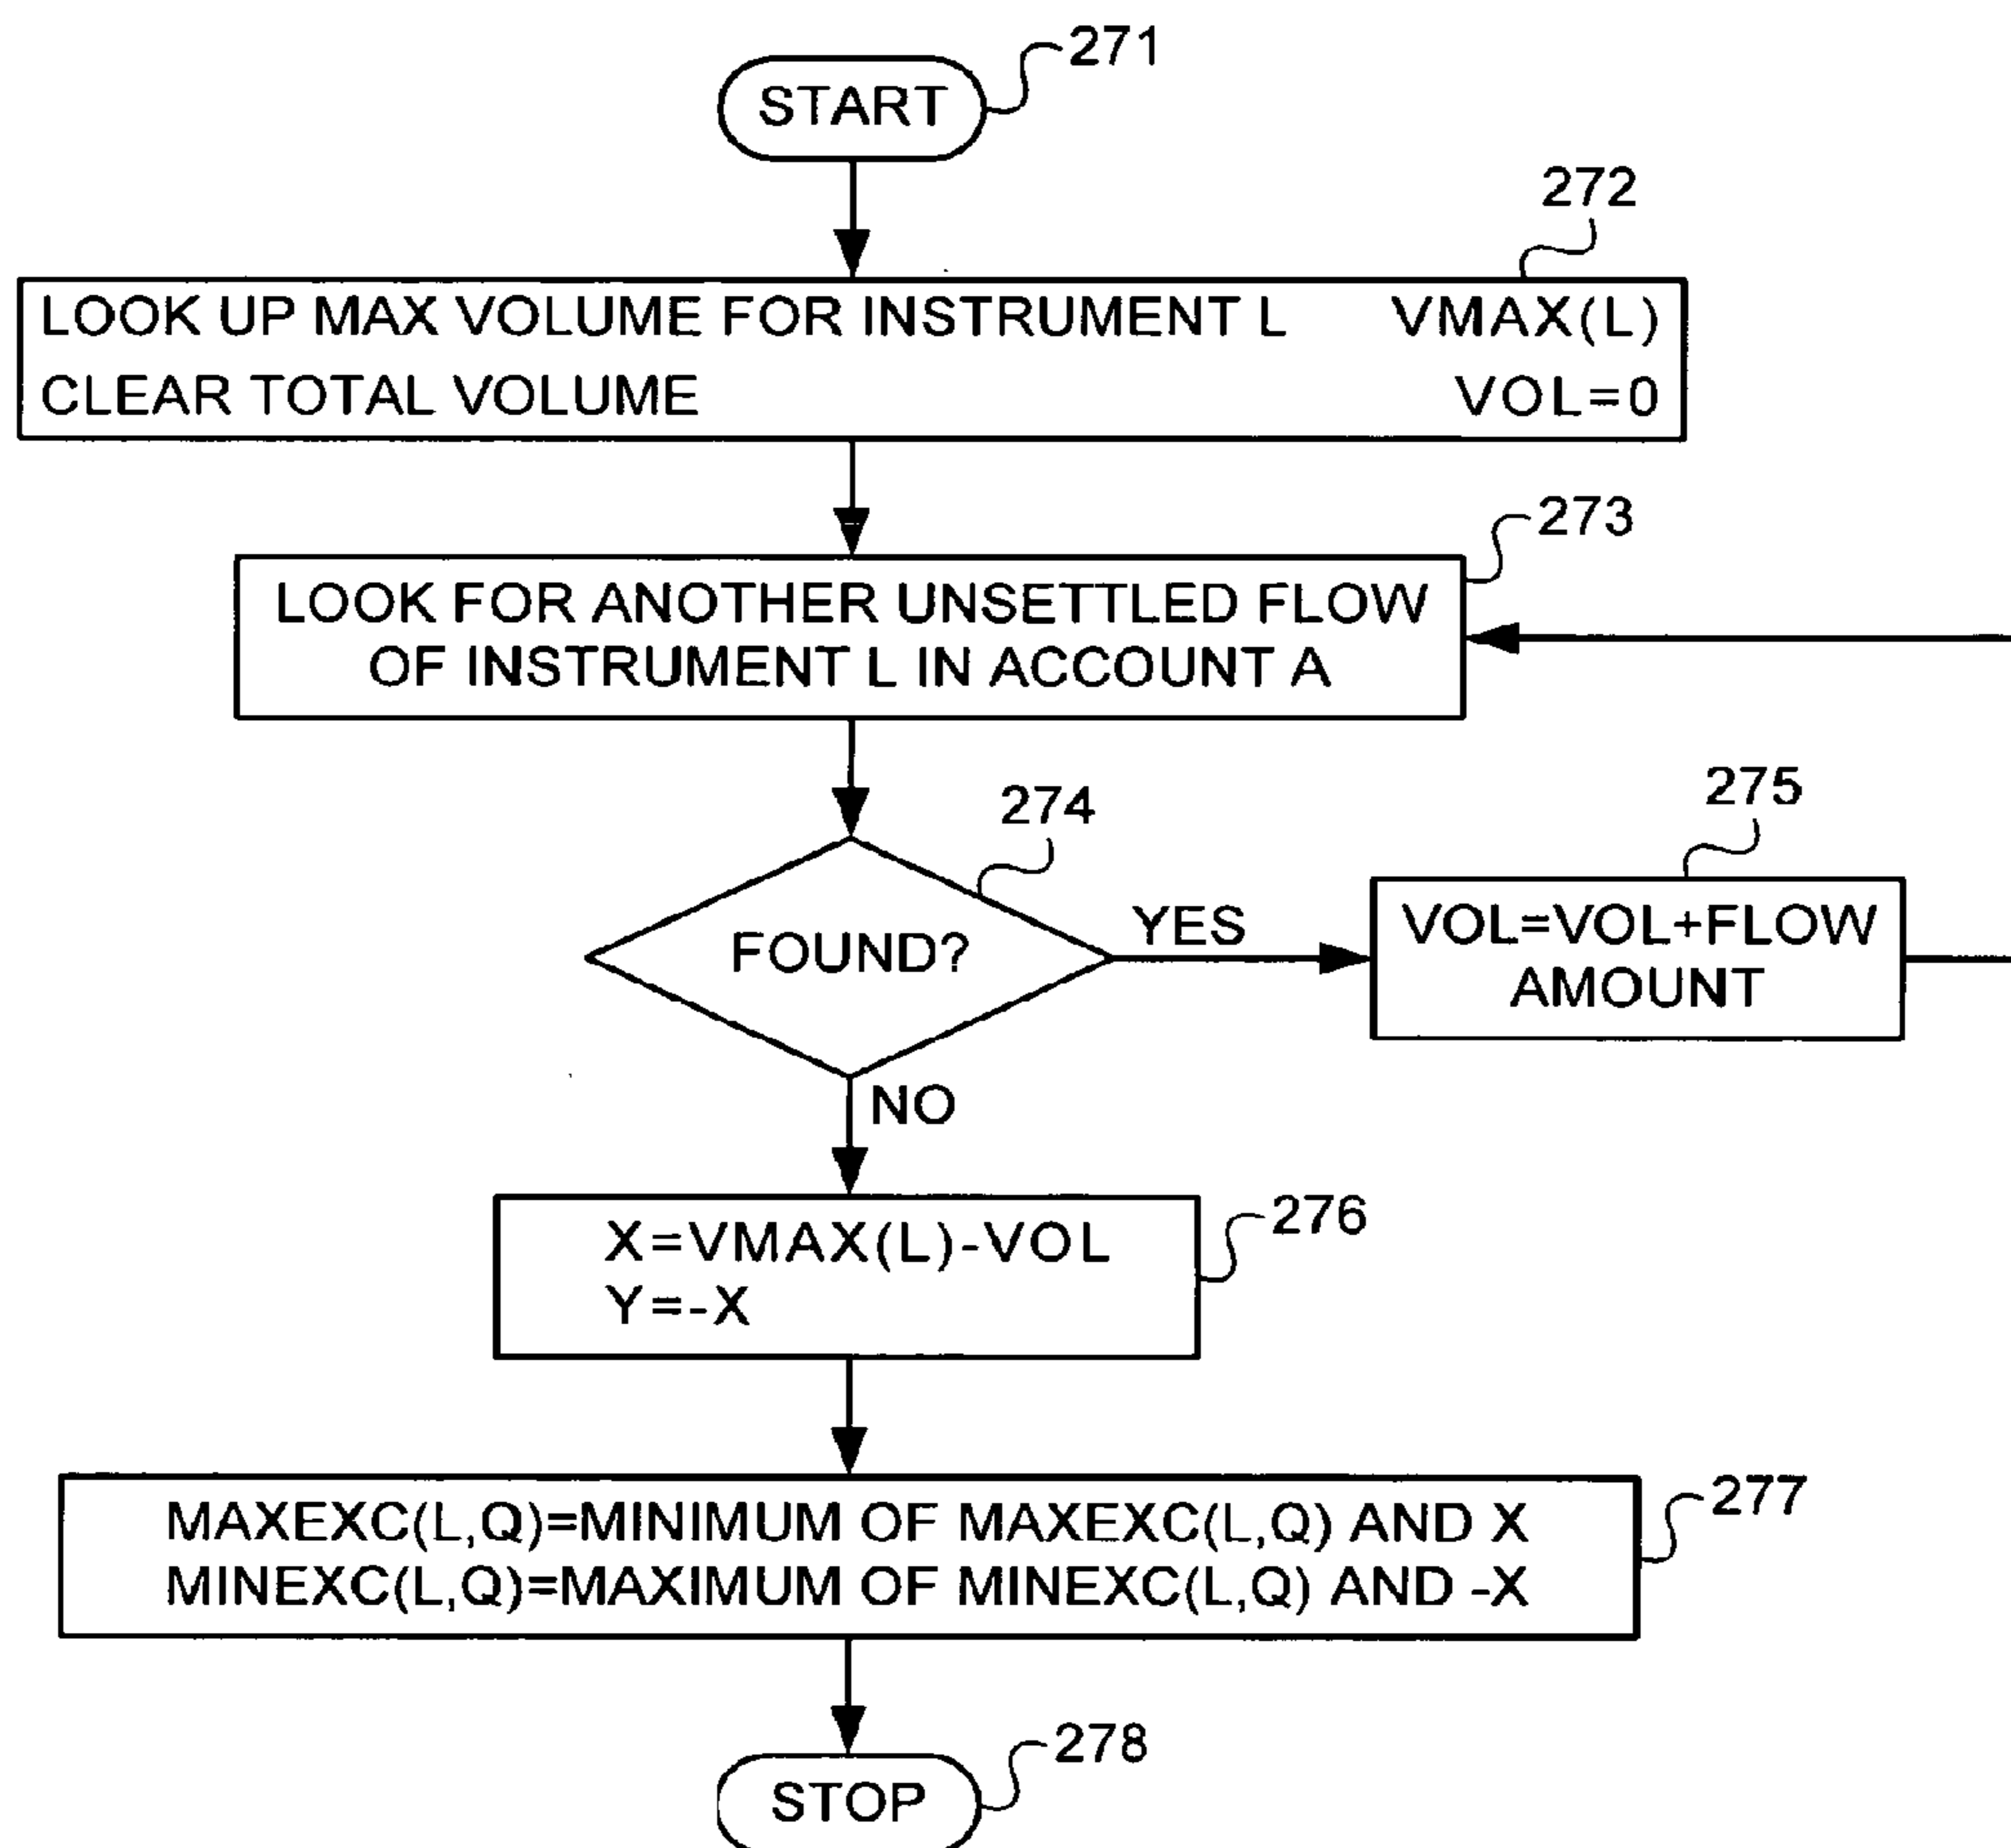 271
START
272
LOOK UP MAX VOLUME FOR INSTRUMENT L VMAX(L)
CLEAR TOTAL VOLUME VOL=0
273
LOOK FOR ANOTHER UNSETTLED FLOW
OF INSTRUMENT L IN ACCOUNT A
274
FOUND?
YES
275
VOL=VOL+FLOW
AMOUNT
NO
276
X=VMAX(L)-VOL
Y=-X
277
MAXEXC(L,Q)=MINIMUM OF MAXEXC(L,Q) AND X
MINEXC(L,Q)=MAXIMUM OF MINEXC(L,Q) AND -X
278
STOP